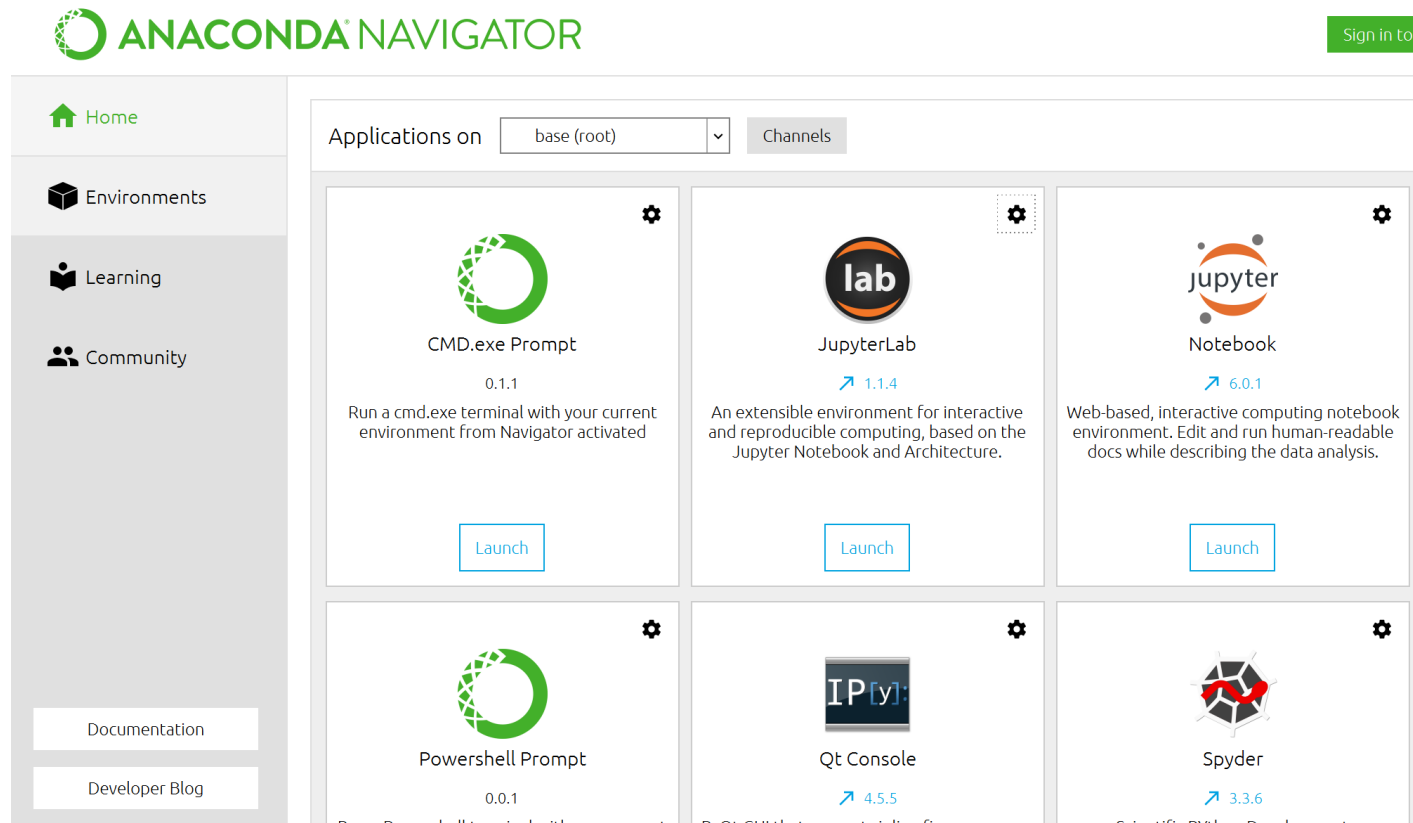 ANACONDA NAVIGATOR
Sign in to
Home
Environments
Learning
Community
Documentation
Developer Blog
Applications on
base (root)
Channels
CMD.exe Prompt
0.1.1
Run a cmd.exe terminal with your current
environment from Navigator activated
Launch
lab
JupyterLab
1.1.4
An extensible environment for interactive
and reproducible computing, based on the
Jupyter Notebook and Architecture.
Launch
jupyter
Notebook
6.0.1
Web-based, interactive computing notebook
environment. Edit and run human-readable
docs while describing the data analysis.
Launch
Powershell Prompt
0.0.1
IP[y]:
Qt Console
4.5.5
Spyder
3.3.6